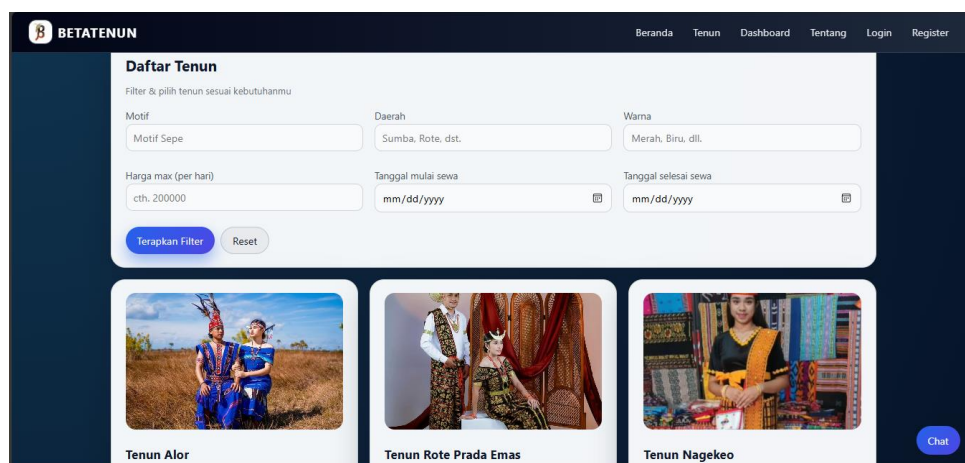 BETATENUN
Beranda Tenun Dashboard Tentang Login Register
Daftar Tenun
Filter & pilih tenun sesuai kebutuhanmu
Motif Daerah Warna
Motif Sepe Sumba, Rote, dst. Merah, Biru, dll.
Harga max (per hari) Tanggal mulai sewa Tanggal selesai sewa
cth. 200000 mm/dd/yyyy mm/dd/yyyy
Terapkan Filter Reset
Tenun Alor Tenun Rote Prada Emas Tenun Nagekeo
Chat